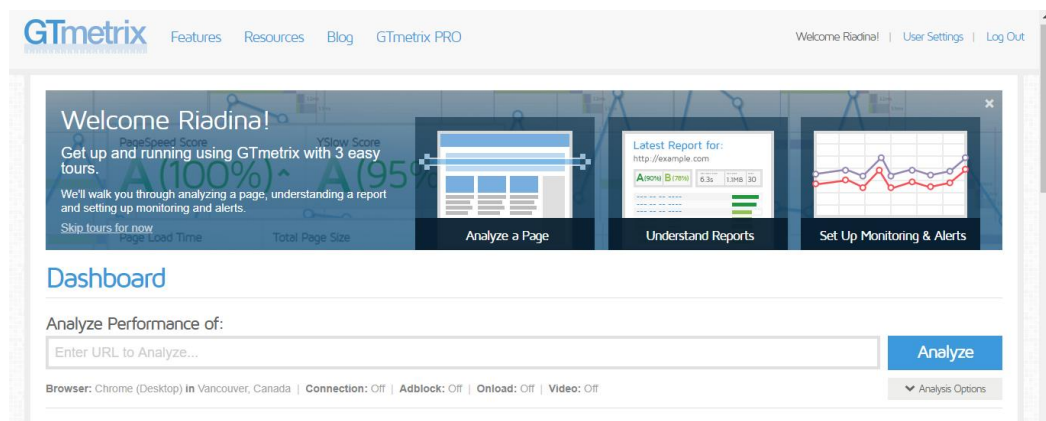 GTmetrix Features Resources Blog GTmetrix PRO Welcome Riadina! | User Settings | Log Out
Welcome Riadina!
PageSpeed Score YSlow Score
Get up and running using GTmetrix with 3 easy
tours.
A (100%) A (95%
We'll walk you through analyzing a page, understanding a report
and setting up monitoring and alerts.
Skip tours for now
Page Load Time Total Page Size
Analyze a Page
Latest Report for:
http://example.com
A(90%) B(78%) 6.3s 1.1MB 30
Understand Reports
Set Up Monitoring & Alerts
Dashboard
Analyze Performance of:
Enter URL to Analyze...
Analyze
Browser: Chrome (Desktop) in Vancouver, Canada | Connection: Off | Adblock: Off | Onload: Off | Video: Off
Analysis Options